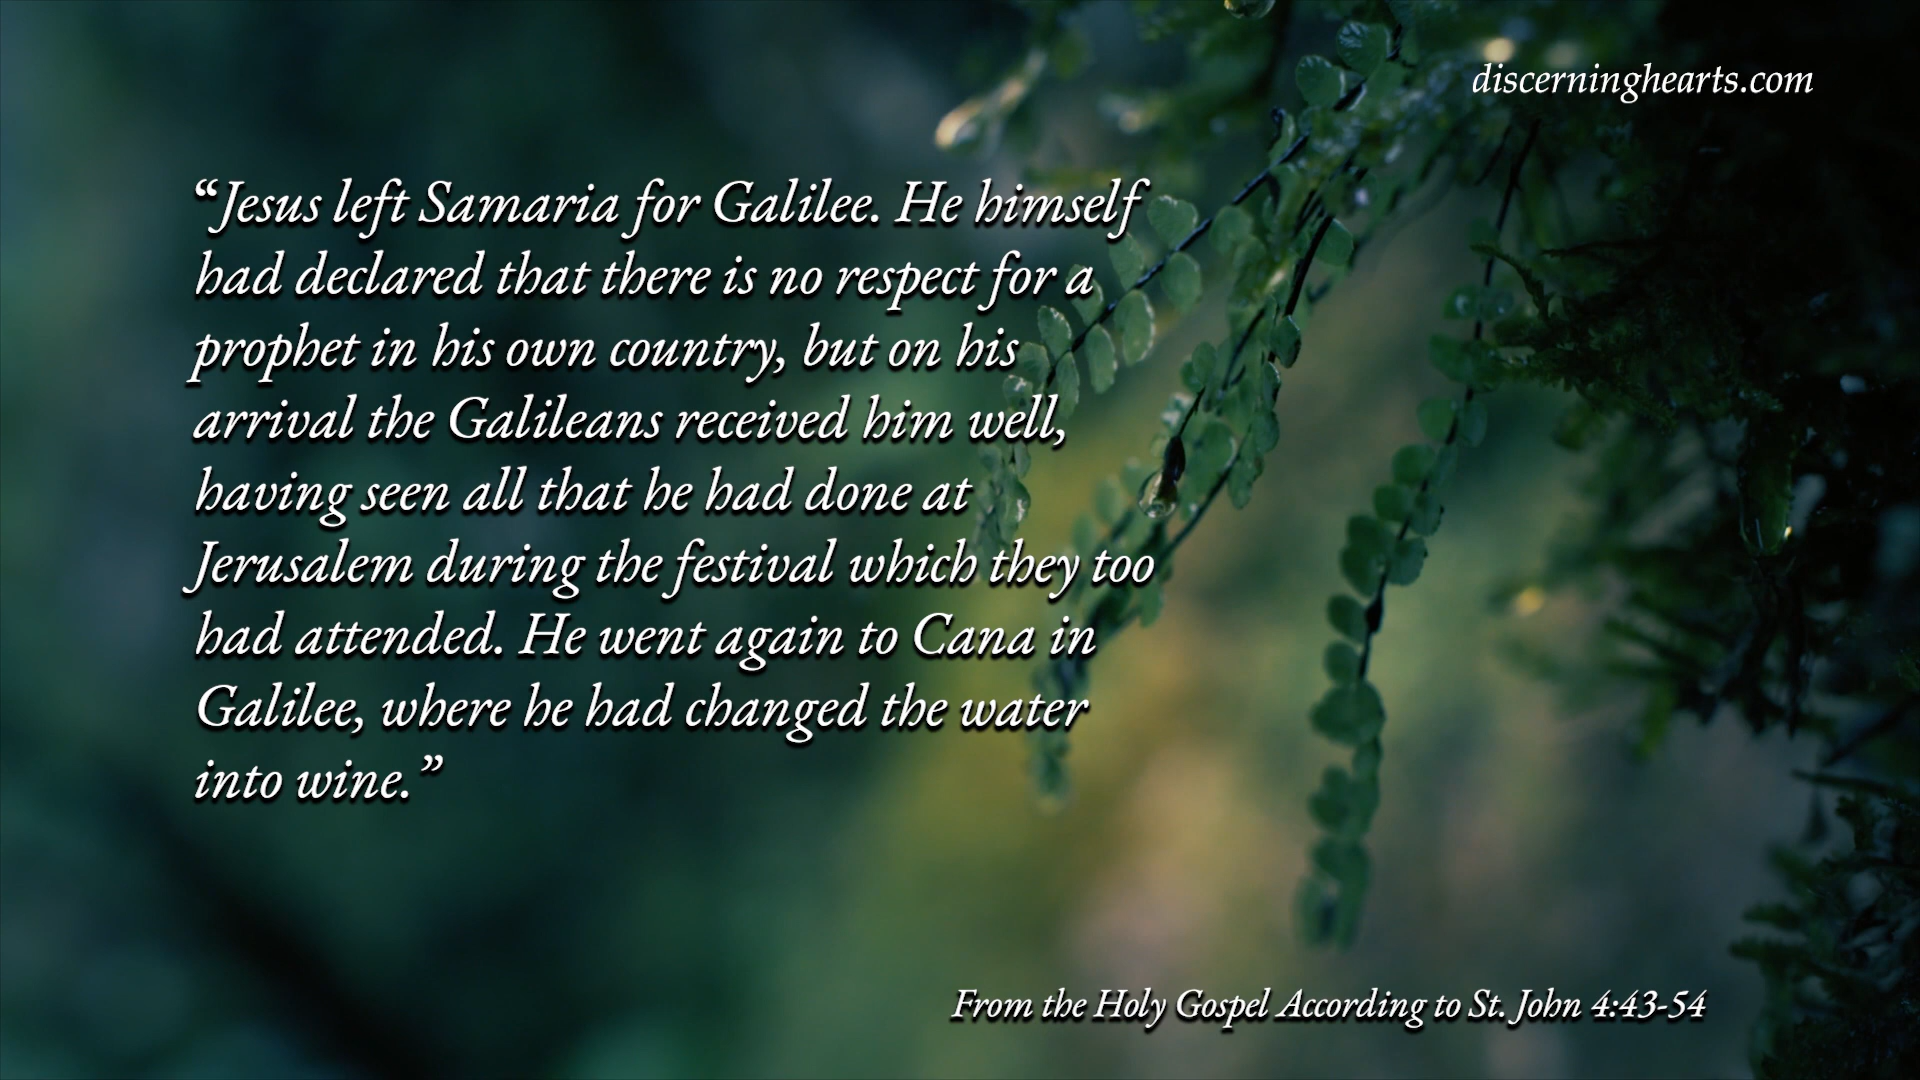 discerninghearts.com
“Jesus left Samaria for Galilee. He himself
had declared that there is no respect for a
prophet in his own country, but on his
arrival the Galileans received him well,
having seen all that he had done at
Jerusalem during the festival which they too
had attended. He went again to Cana in
Galilee, where he had changed the water
into wine.”
From the Holy Gospel According to St. John 4:43-54